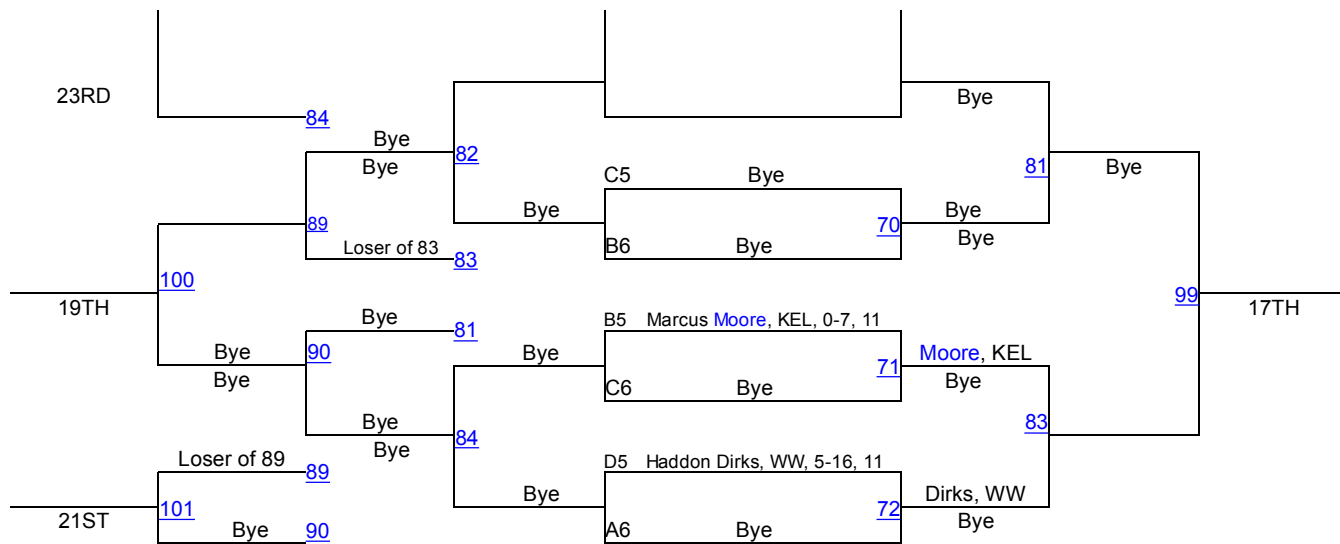 23RD
Bye
84
Bye
Bye
82
81
Bye
C5 Bye
Bye
70
Bye
Bye
89
B6 Bye
Loser of 83
83
100
19TH
99
17TH
Bye
81
B5 Marcus Moore, KEL, 0-7, 11
Bye
Bye
90
Bye
71
Moore, KEL
Bye
C6 Bye
Bye
Bye
84
83
Loser of 89
89
D5 Haddon Dirks, WW, 5-16, 11
Bye
72
Dirks, WW
Bye
101
21ST
Bye
90
A6 Bye